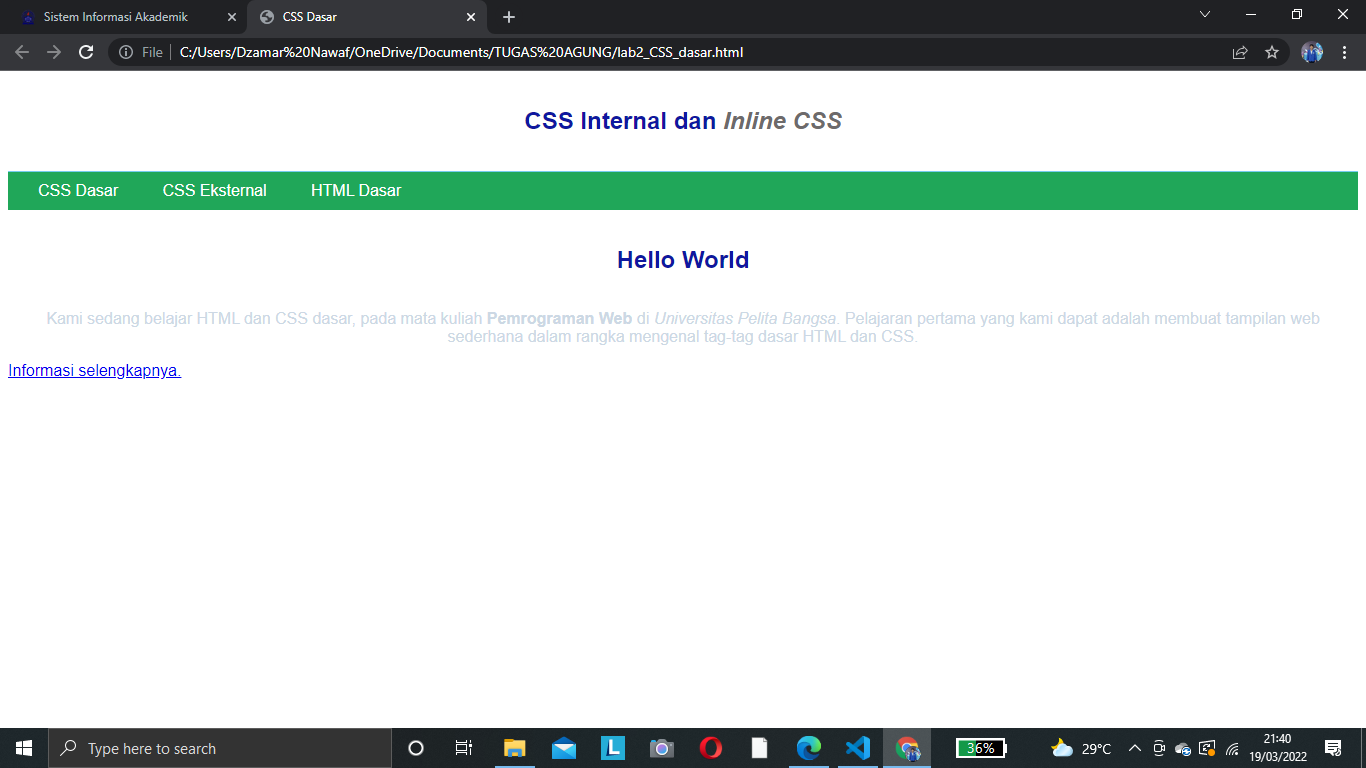 Sistem Informasi Akademik
CSS Dasar
File
C:/Users/Dzamar%20Nawaf/OneDrive/Documents/TUGAS%20AGUNG/lab2_CSS_dasar.html
CSS Internal dan Inline CSS
CSS Dasar CSS Eksternal HTML Dasar
Hello World
Kami sedang belajar HTML dan CSS dasar, pada mata kuliah Pemrograman Web di Universitas Pelita Bangsa. Pelajaran pertama yang kami dapat adalah membuat tampilan web
sederhana dalam rangka mengenal tag-tag dasar HTML dan CSS.
Informasi selengkapnya.
Type here to search
L
36%
29°C
21:40
19/03/2022